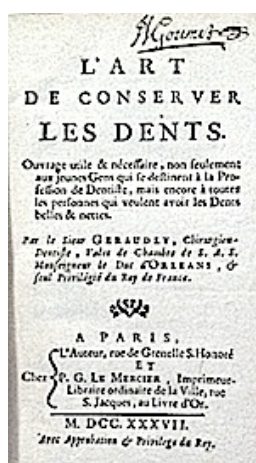 L'ART
DE CONSERVER
LES DENTS.
Ouvrage utile & néceſſaire, non ſeulement
aux jeunes Gens qui ſe deſtinent à la Pro-
feſſion de Dentiſte, mais encore à toutes
les perſonnes qui veulent avoir les Dents
belles & nettes.
Par le Sieur GERAUDLY, Chirurgien-
Dentiſte, Valet de Chambre de S. A. S.
Monſeigneur le Duc d'ORLEANS, &
ſeul Privilégié du Roy de France.
A PARIS,
L'Auteur, rue de Grenelle S. Honoré
ET
Chez P. G. LE MERCIER, Imprimeur-
Libraire ordinaire de la Ville, rue
S. Jacques, au Livre d'Or.
M. DCC. XXXVII.
Avec Approbation & Privilege du Roy.